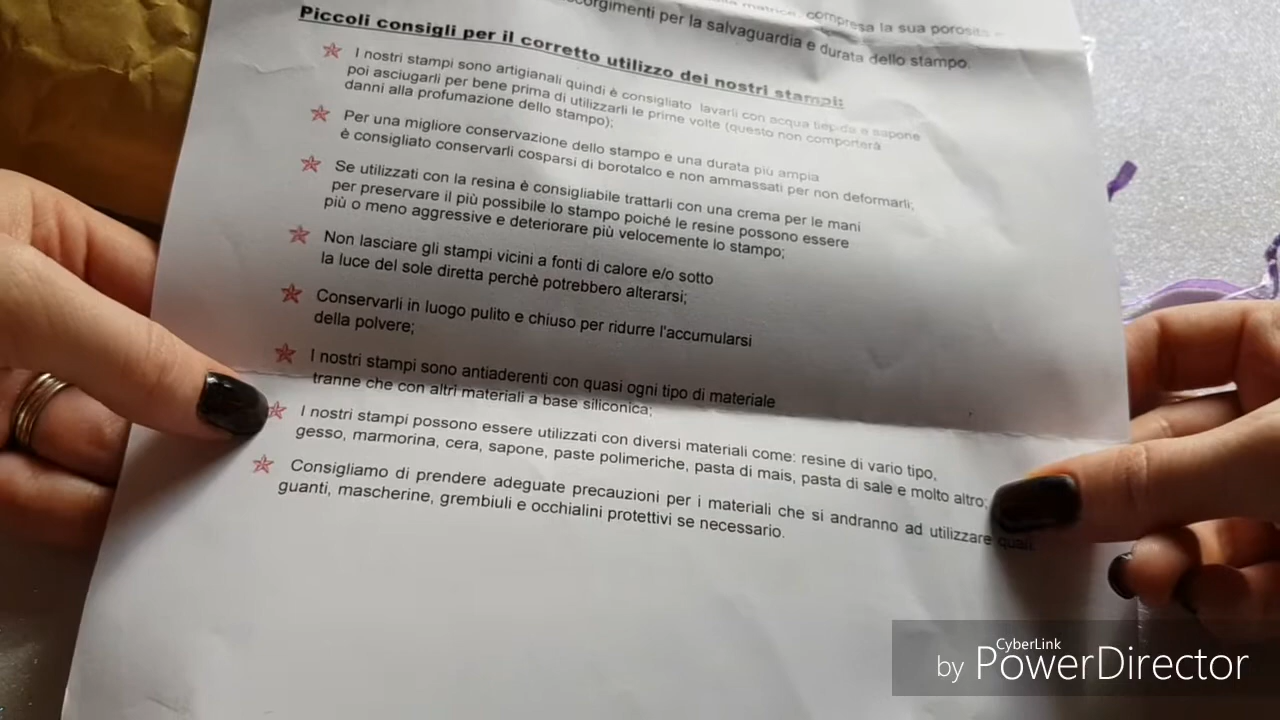 matrice, compresa la sua porosità e
accorgimenti per la salvaguardia e durata dello stampo.
Piccoli consigli per il corretto utilizzo dei nostri stampi:
I nostri stampi sono artigianali quindi è consigliato lavarli con acqua tiepida e sapone
poi asciugarli per bene prima di utilizzarli le prime volte (questo non comporterà
danni alla profumazione dello stampo);
Per una migliore conservazione dello stampo e una durata più ampia
è consigliato conservarli cosparsi di borotalco e non ammassati per non deformarli;
Se utilizzati con la resina è consigliabile trattarli con una crema per le mani
per preservare il più possibile lo stampo poiché le resine possono essere
più o meno aggressive e deteriorare più velocemente lo stampo;
Non lasciare gli stampi vicini a fonti di calore e/o sotto
la luce del sole diretta perchè potrebbero alterarsi;
Conservarli in luogo pulito e chiuso per ridurre l'accumularsi
della polvere;
I nostri stampi sono antiaderenti con quasi ogni tipo di materiale
tranne che con altri materiali a base siliconica;
I nostri stampi possono essere utilizzati con diversi materiali come: resine di vario tipo,
gesso, marmorina, cera, sapone, paste polimeriche, pasta di mais, pasta di sale e molto altro;
Consigliamo di prendere adeguate precauzioni per i materiali che si andranno ad utilizzare quali
guanti, mascherine, grembiuli e occhialini protettivi se necessario.
CyberLink
by PowerDirector